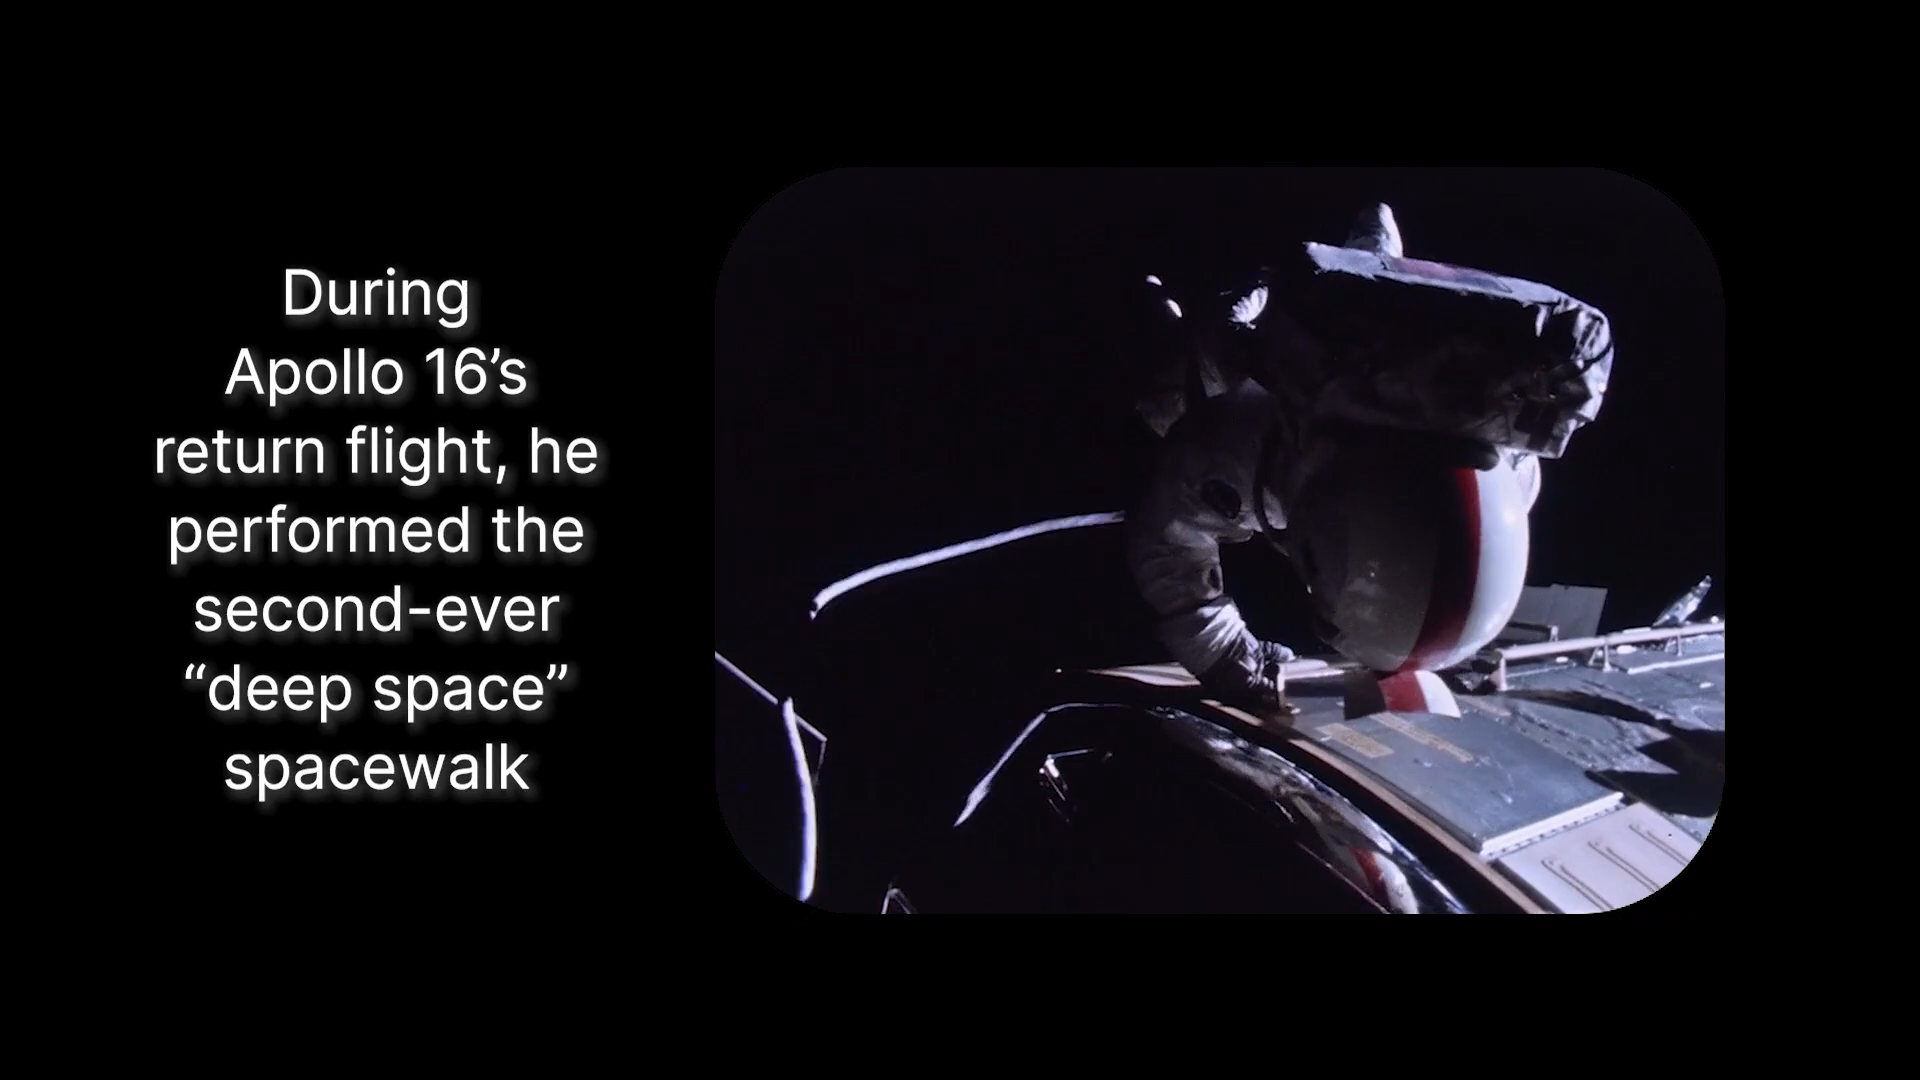 During
Apollo 16’s
return flight, he
performed the
second-ever
“deep space”
spacewalk